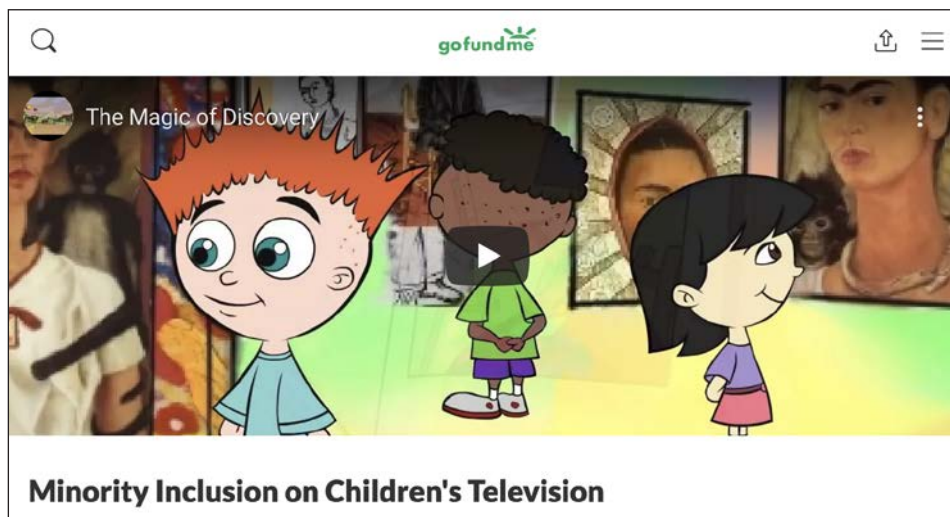 gofundme
The Magic of Discovery
Minority Inclusion on Children's Television